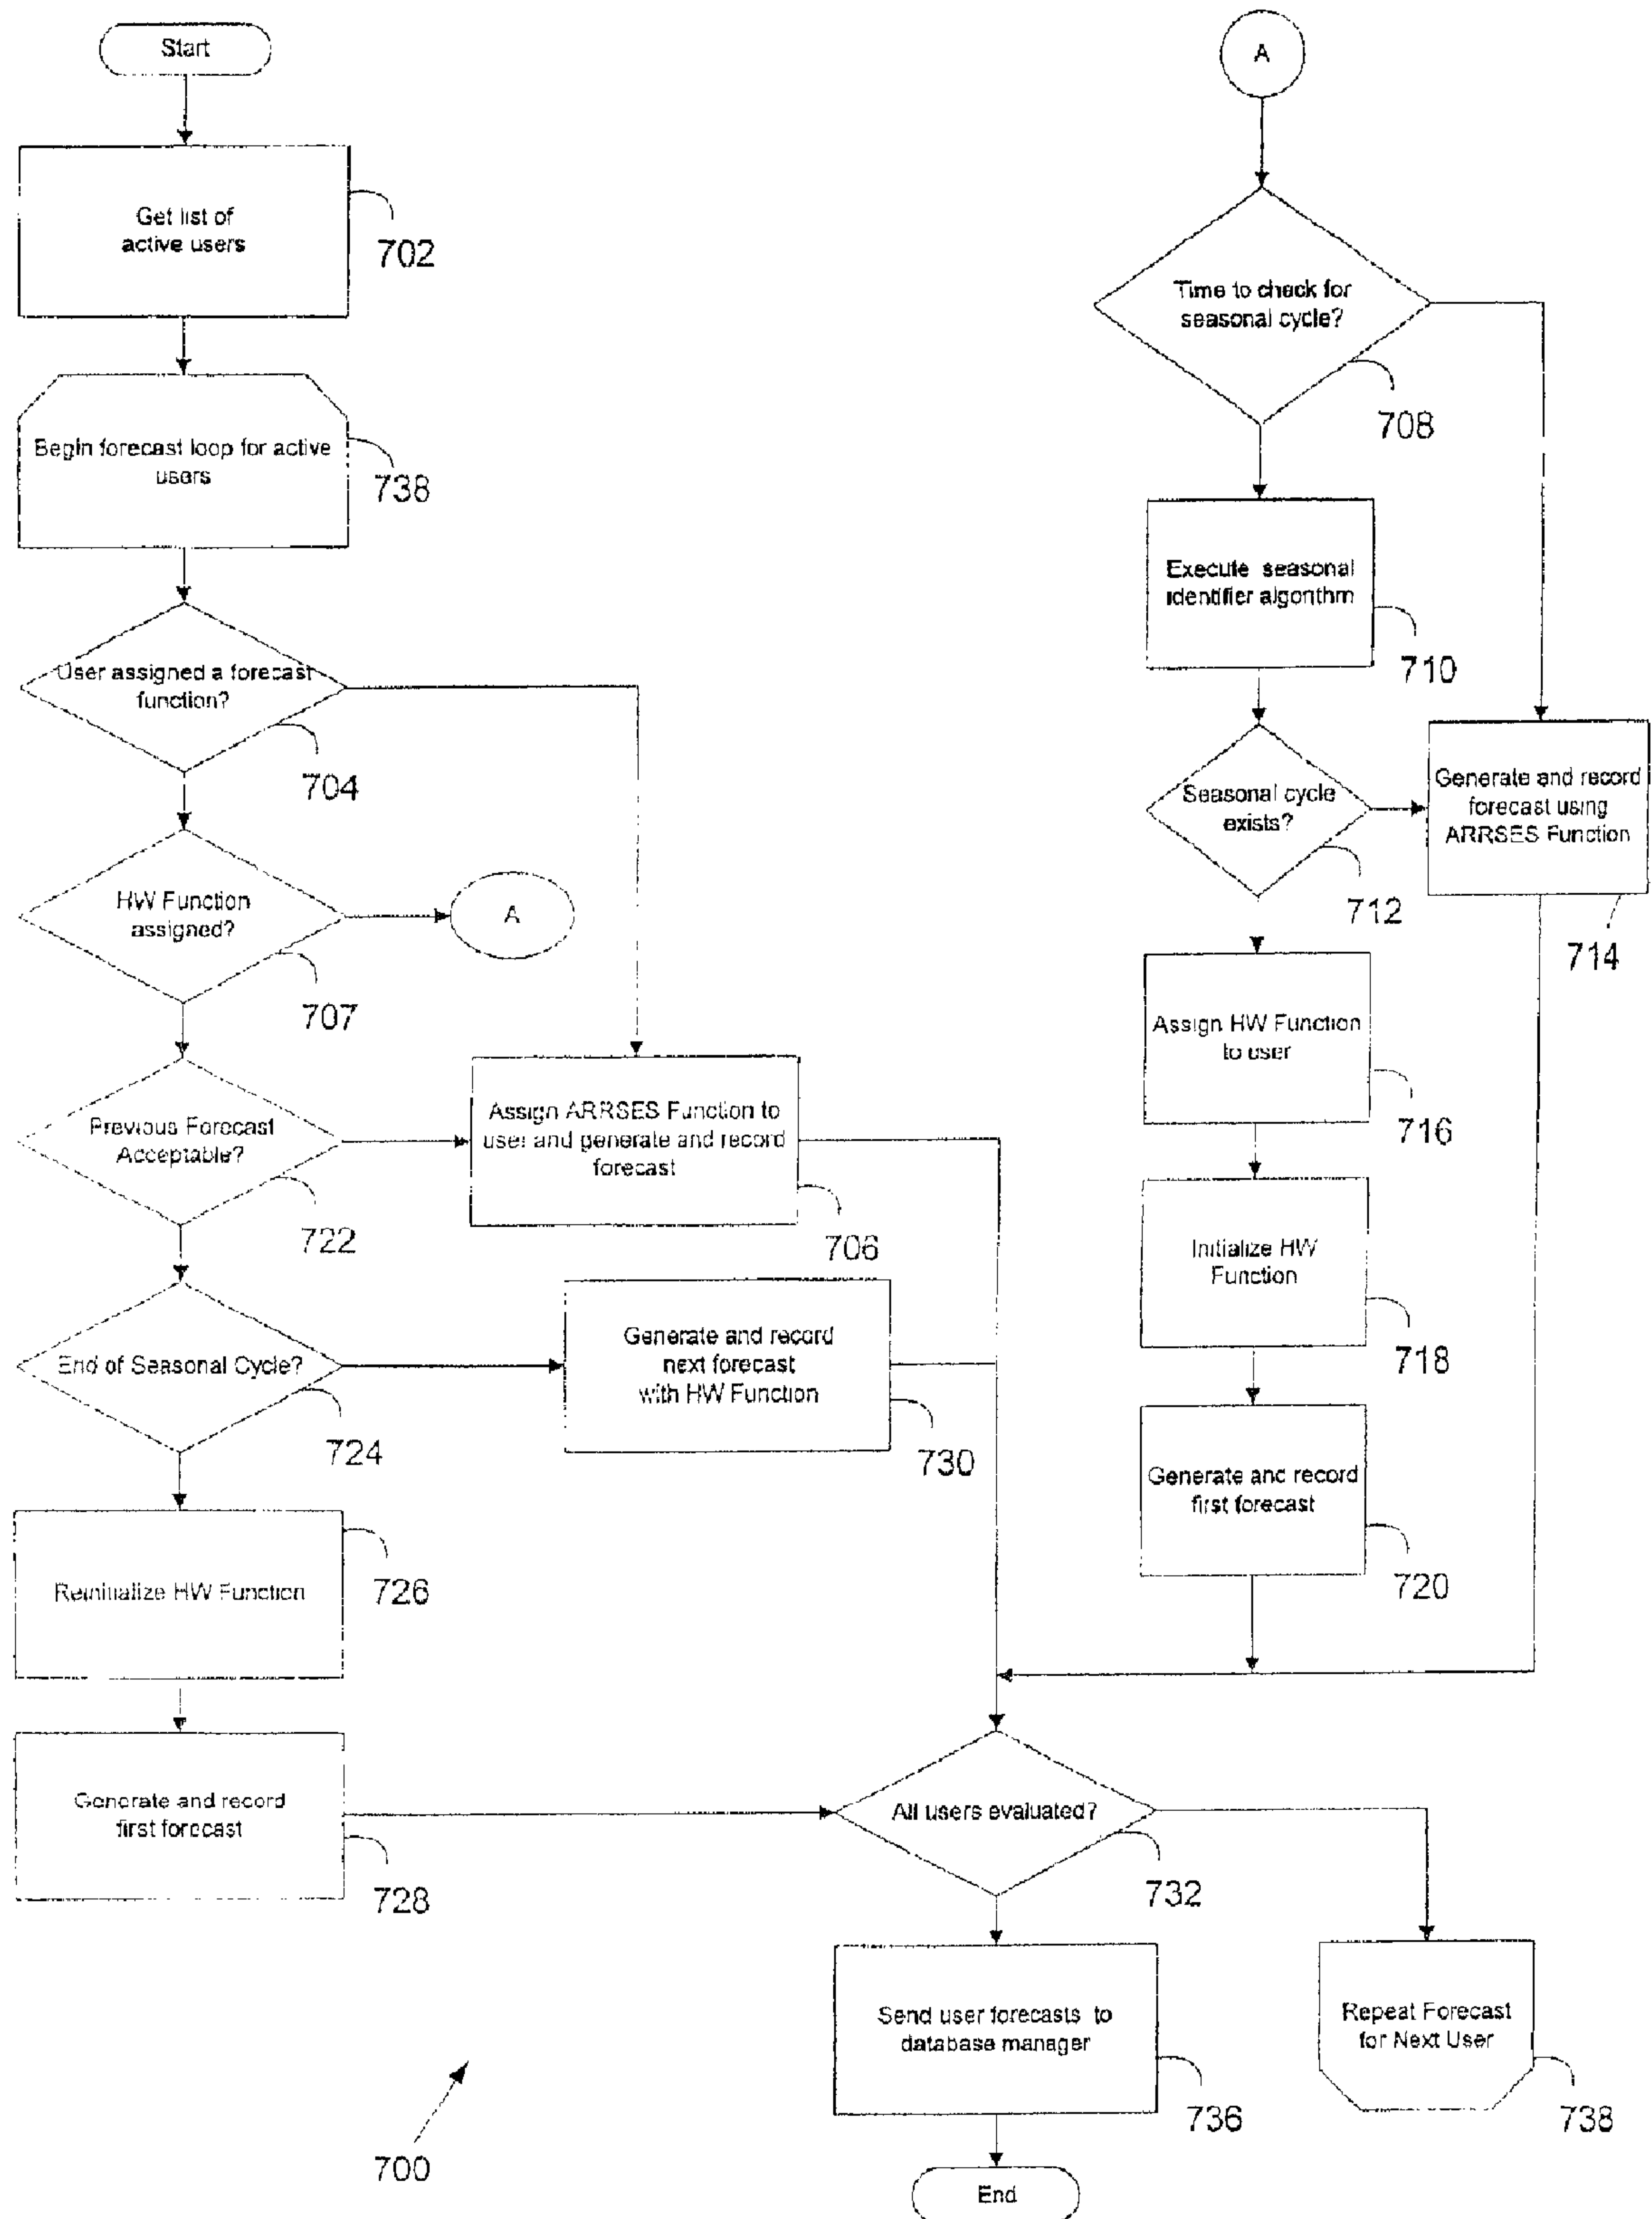 Start
Get list of
active users
702
Begin forecast loop for active
users
738
User assigned a forecast
function?
704
HW Function
assigned?
707
A
Previous Forecast
Acceptable?
722
Assign ARRSES Function to
user and generate and record
forecast
706
End of Seasonal Cycle?
724
Generate and record
next forecast
with HW Function
730
Reinitialize HW Function
726
Generate and record
first forecast
728
A
Time to check for
seasonal cycle?
708
Execute seasonal
identifier algorithm
710
Seasonal cycle
exists?
712
Generate and record
forecast using
ARRSES Function
714
Assign HW Function
to user
716
Initialize HW
Function
718
Generate and record
first forecast
720
All users evaluated?
732
Send user forecasts to
database manager
736
Repeat Forecast
for Next User
738
End
700